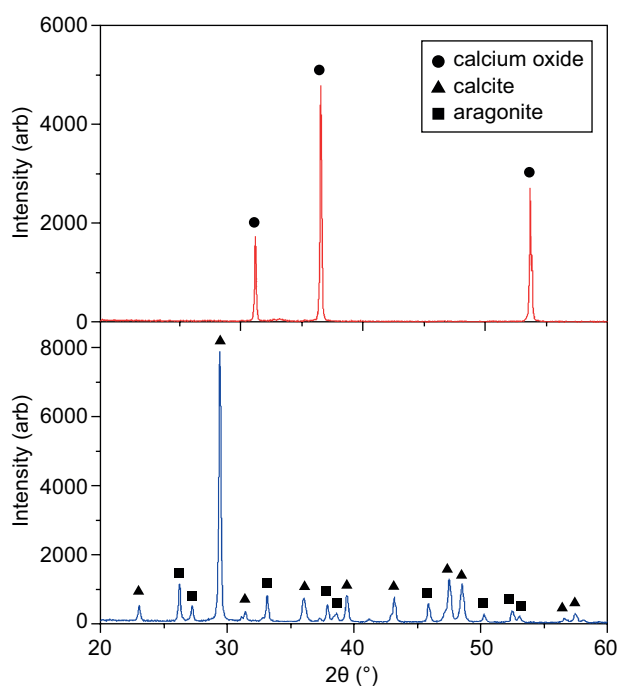 6000
4000
2000
0
Intensity (arb)
● calcium oxide
▲ calcite
■ aragonite
8000
6000
4000
2000
0
Intensity (arb)
20 30 40 50 60
2θ (°)